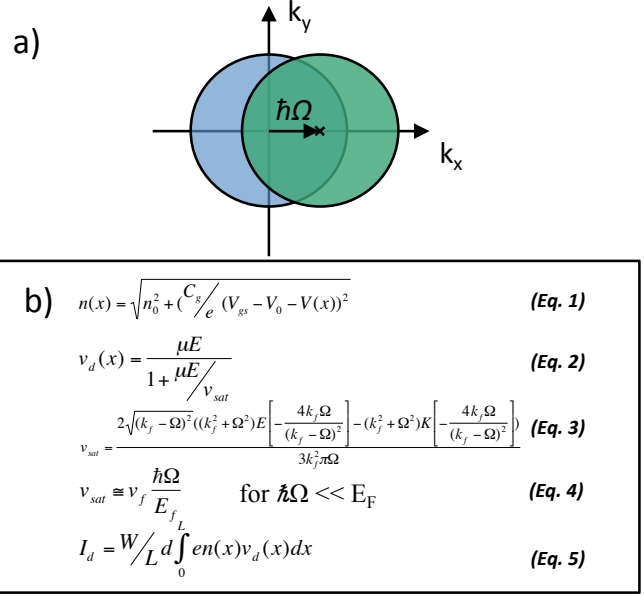 a)
k_y
ħΩ
k_x
b)
n(x) = √(n_0^2 + (C_g/e (V_gs − V_0 − V(x))^2) (Eq. 1)
v_d(x) = μE / (1 + μE/v_sat) (Eq. 2)
v_sat = 2√((k_f − Ω)^2)((k_f^2 + Ω^2)E[−4k_fΩ/(k_f − Ω)^2] − (k_f^2 + Ω^2)K[−4k_fΩ/(k_f − Ω)^2]) / 3k_f^2πΩ (Eq. 3)
v_sat ≅ v_f ħΩ/E_f for ħΩ << E_F (Eq. 4)
I_d = W/L d∫_0^L en(x)v_d(x)dx (Eq. 5)